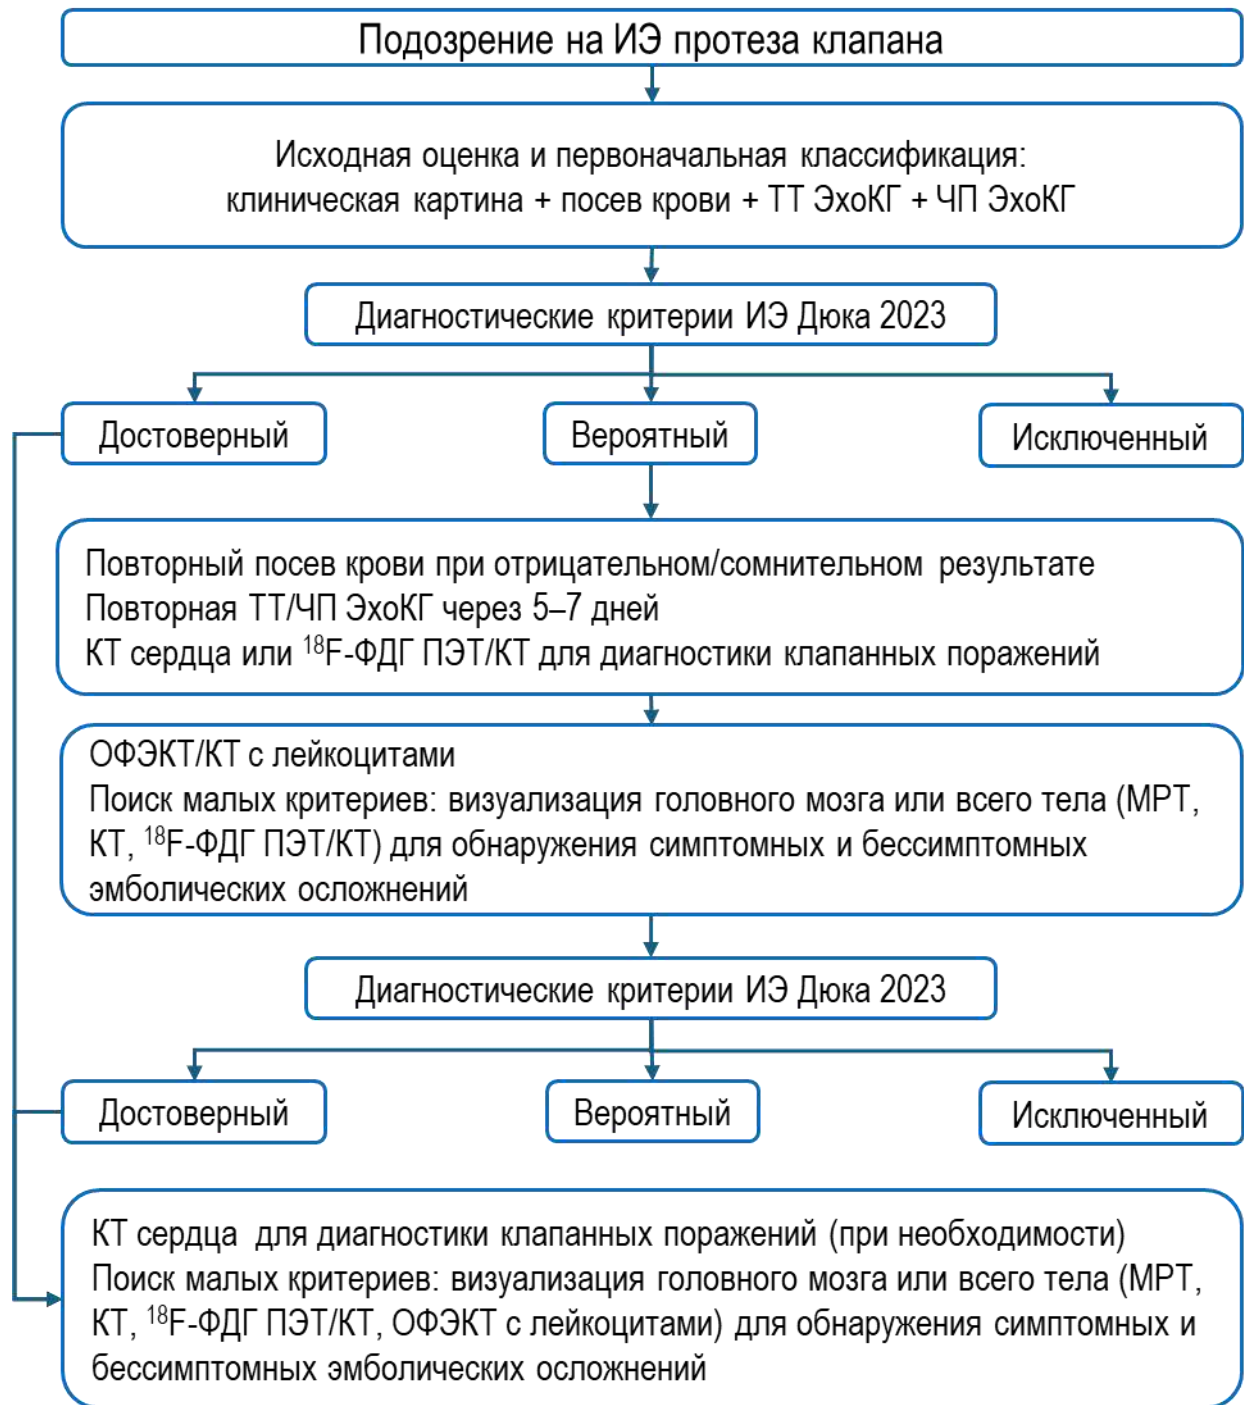 Подозрение на ИЭ протеза клапана
Исходная оценка и первоначальная классификация:
клиническая картина + посев крови + ТТ ЭхоКГ + ЧП ЭхоКГ
Диагностические критерии ИЭ Дюка 2023
Достоверный
Вероятный
Исключенный
Повторный посев крови при отрицательном/сомнительном результате
Повторная ТТ/ЧП ЭхоКГ через 5–7 дней
КТ сердца или ¹⁸F-ФДГ ПЭТ/КТ для диагностики клапанных поражений
ОФЭКТ/КТ с лейкоцитами
Поиск малых критериев: визуализация головного мозга или всего тела (МРТ,
КТ, ¹⁸F-ФДГ ПЭТ/КТ) для обнаружения симптомных и бессимптомных
эмболических осложнений
Диагностические критерии ИЭ Дюка 2023
Достоверный
Вероятный
Исключенный
КТ сердца для диагностики клапанных поражений (при необходимости)
Поиск малых критериев: визуализация головного мозга или всего тела (МРТ,
КТ, ¹⁸F-ФДГ ПЭТ/КТ, ОФЭКТ с лейкоцитами) для обнаружения симптомных и
бессимптомных эмболических осложнений